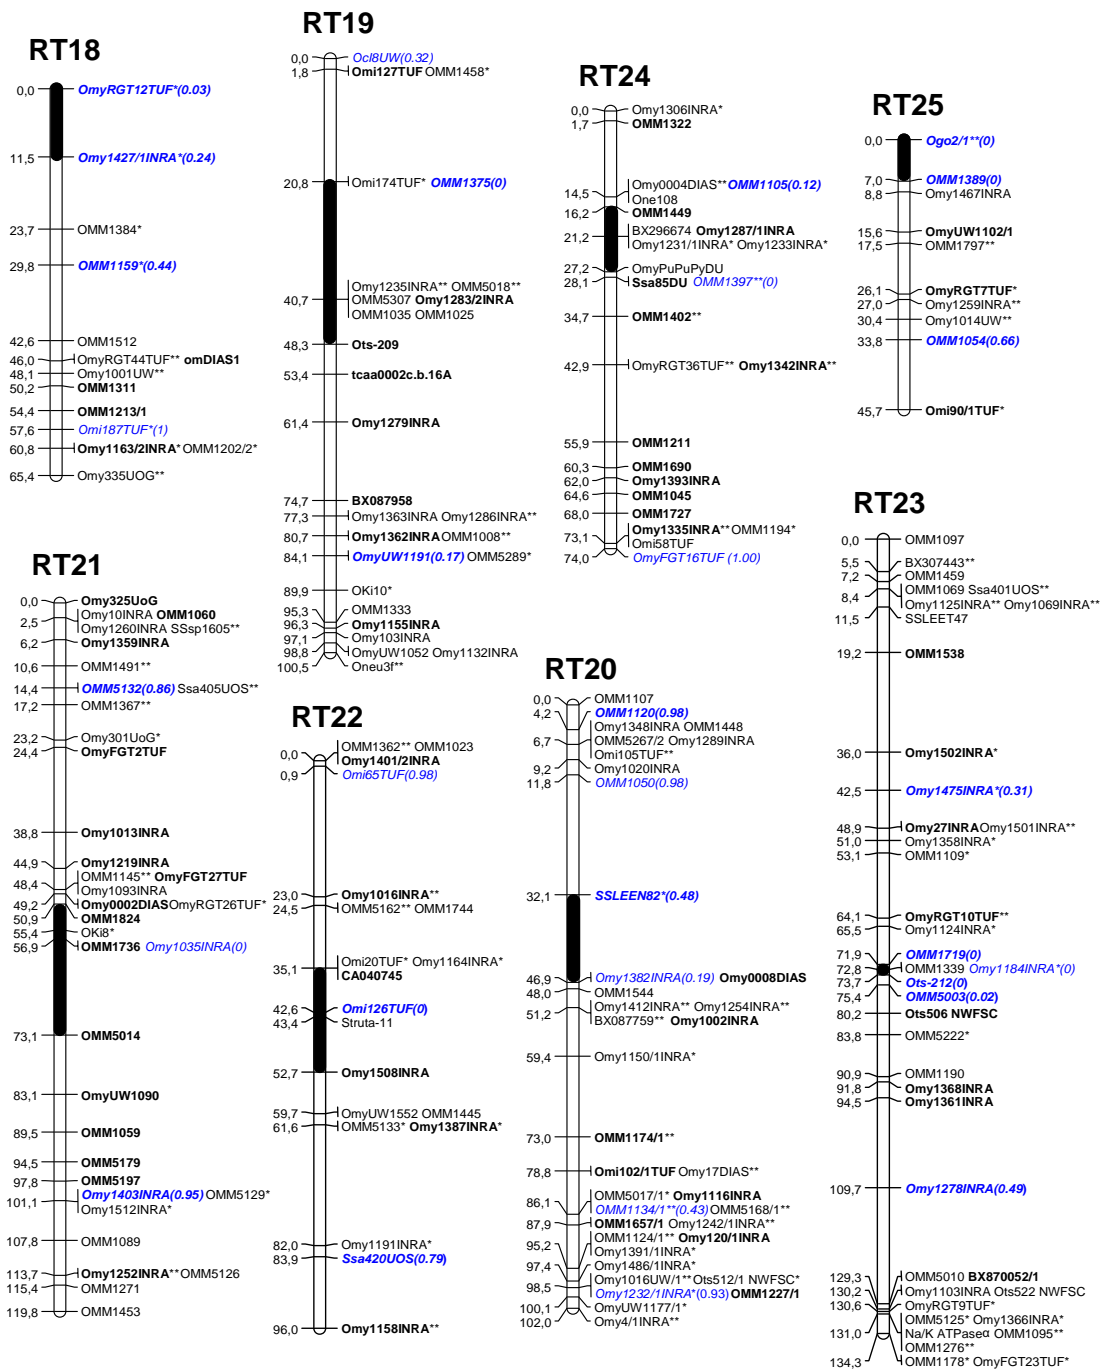 RT18
0,0 OmyRGT12TUF*(0.03)
11,5 Omy1427/1INRA*(0.24)
23,7 OMM1384*
29,8 OMM1159*(0.44)
42,6 OMM1512
46,0 OmyRGT44TUF** omDIAS1
48,1 Omy1001UW**
50,2 OMM1311
54,4 OMM1213/1
57,6 Omi187TUF*(1)
60,8 Omy1163/2INRA* OMM1202/2*
65,4 Omy335UOG**
RT19
0,0 Ocl8UW(0.32)
1,8 Omi127TUF OMM1458*
20,8 Omi174TUF* OMM1375(0)
Omy1235INRA** OMM5018**
40,7 OMM5307 Omy1283/2INRA
OMM1035 OMM1025
48,3 Ots-209
53,4 tcaa0002c.b.16A
61,4 Omy1279INRA
74,7 BX087958
77,3 Omy1363INRA Omy1286INRA**
80,7 Omy1362INRA OMM1008**
84,1 OmyUW1191(0.17) OMM5289*
89,9 OKi10*
95,3 OMM1333
96,3 Omy1155INRA
97,1 Omy103INRA
98,8 OmyUW1052 Omy1132INRA
100,5 Oneu3f**
RT24
0,0 Omy1306INRA*
1,7 OMM1322
14,5 Omy0004DIAS** OMM1105(0.12)
One108
16,2 OMM1449
21,2 BX296674 Omy1287/1INRA
Omy1231/1INRA* Omy1233INRA*
27,2 OmyPuPuPyDU
28,1 Ssa85DU OMM1397**(0)
34,7 OMM1402**
42,9 OmyRGT36TUF** Omy1342INRA**
55,9 OMM1211
60,3 OMM1690
62,0 Omy1393INRA
64,6 OMM1045
68,0 OMM1727
73,1 Omy1335INRA** OMM1194*
Omi58TUF
74,0 OmyFGT16TUF (1.00)
RT25
0,0 Ogo2/1**(0)
7,0 OMM1389(0)
8,8 Omy1467INRA
15,6 OmyUW1102/1
17,5 OMM1797**
26,1 OmyRGT7TUF*
27,0 Omy1259INRA**
30,4 Omy1014UW**
33,8 OMM1054(0.66)
45,7 Omi90/1TUF*
RT21
0,0 Omy325UoG
2,5 Omy10INRA OMM1060
Omy1260INRA SSsp1605**
6,2 Omy1359INRA
10,6 OMM1491**
14,4 OMM5132(0.86) Ssa405UOS**
17,2 OMM1367**
23,2 Omy301UoG*
24,4 OmyFGT2TUF
38,8 Omy1013INRA
44,9 Omy1219INRA
48,4 OMM1145** OmyFGT27TUF
Omy1093INRA
49,2 Omy0002DIAS OmyRGT26TUF*
50,9 OMM1824
55,4 OKi8*
56,9 OMM1736 Omy1035INRA(0)
73,1 OMM5014
83,1 OmyUW1090
89,5 OMM1059
94,5 OMM5179
97,8 OMM5197
101,1 Omy1403INRA(0.95) OMM5129*
Omy1512INRA*
107,8 OMM1089
113,7 Omy1252INRA** OMM5126
115,4 OMM1271
119,8 OMM1453
RT22
0,0 OMM1362** OMM1023
Omy1401/2INRA
0,9 Omi65TUF(0.98)
23,0 Omy1016INRA**
24,5 OMM5162** OMM1744
35,1 Omi20TUF* Omy1164INRA*
CA040745
42,6 Omi126TUF(0)
43,4 Struta-11
52,7 Omy1508INRA
59,7 OmyUW1552 OMM1445
61,6 OMM5133* Omy1387INRA*
82,0 Omy1191INRA*
83,9 Ssa420UOS(0.79)
96,0 Omy1158INRA**
RT20
0,0 OMM1107
4,2 OMM1120(0.98)
Omy1348INRA OMM1448
6,7 OMM5267/2 Omy1289INRA
Omi105TUF**
9,2 Omy1020INRA
11,8 OMM1050(0.98)
32,1 SSLEEN82*(0.48)
46,9 Omy1382INRA(0.19) Omy0008DIAS
48,0 OMM1544
51,2 Omy1412INRA** Omy1254INRA**
BX087759** Omy1002INRA
59,4 Omy1150/1INRA*
73,0 OMM1174/1**
78,8 Omi102/1TUF Omy17DIAS**
86,1 OMM5017/1* Omy1116INRA
OMM1134/1**(0.43) OMM5168/1**
87,9 OMM1657/1 Omy1242/1INRA**
95,2 OMM1124/1** Omy120/1INRA
Omy1391/1INRA*
97,4 Omy1486/1INRA*
98,5 Omy1016UW/1** Ots512/1 NWFSC*
Omy1232/1INRA*(0.93) OMM1227/1
100,1 OmyUW1177/1*
102,0 Omy4/1INRA**
RT23
0,0 OMM1097
5,5 BX307443**
7,2 OMM1459
8,4 OMM1069 Ssa401UOS**
Omy1125INRA** Omy1069INRA**
11,5 SSLEET47
19,2 OMM1538
36,0 Omy1502INRA*
42,5 Omy1475INRA*(0.31)
48,9 Omy27INRA Omy1501INRA**
51,0 Omy1358INRA*
53,1 OMM1109*
64,1 OmyRGT10TUF**
65,5 Omy1124INRA*
71,9 OMM1719(0)
72,8 OMM1339 Omy1184INRA*(0)
73,7 Ots-212(0)
75,4 OMM5003(0.02)
80,2 Ots506 NWFSC
83,8 OMM5222*
90,9 OMM1190
91,8 Omy1368INRA
94,5 Omy1361INRA
109,7 Omy1278INRA(0.49)
129,3 OMM5010 BX870052/1
130,2 Omy1103INRA Ots522 NWFSC
130,6 OmyRGT9TUF*
OMM5125* Omy1366INRA*
131,0 Na/K ATPaseα OMM1095**
OMM1276**
134,3 OMM1178* OmyFGT23TUF*